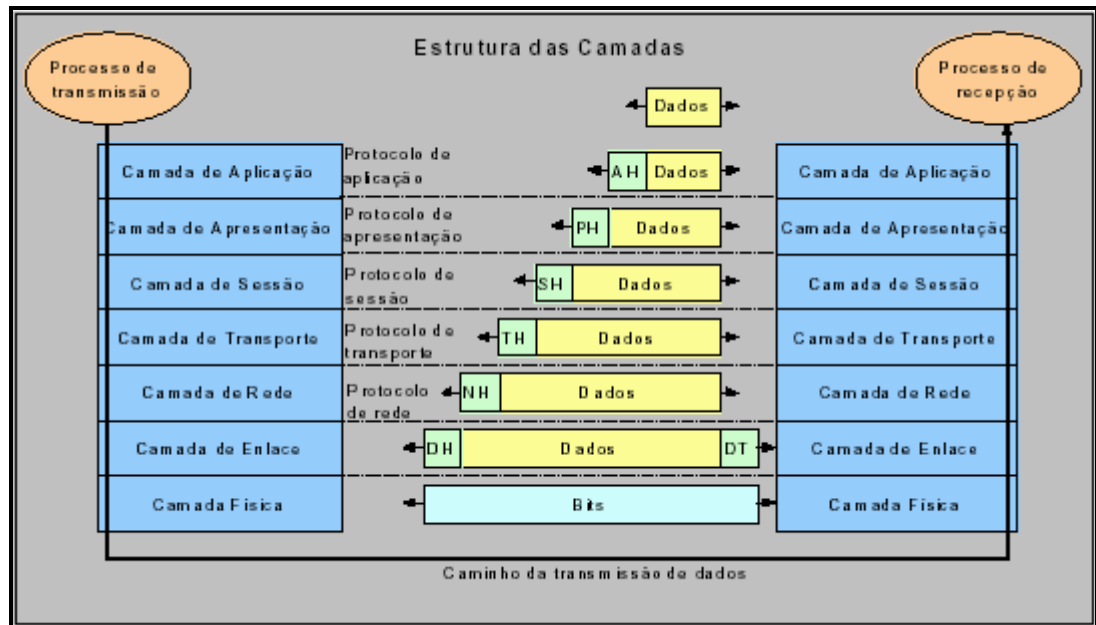 Estrutura das Camadas
Processo de
transmissão
Processo de
recepção
Dados
Camada de Aplicação
Protocolo de
aplicação
AH Dados
Camada de Aplicação
Camada de Apresentação
Protocolo de
apresentação
PH Dados
Camada de Apresentação
Camada de Sessão
Protocolo de
sessão
SH Dados
Camada de Sessão
Camada de Transporte
Protocolo de
transporte
TH Dados
Camada de Transporte
Camada de Rede
Protocolo
de rede
NH Dados
Camada de Rede
Camada de Enlace
DH Dados DT
Camada de Enlace
Camada Física
Bits
Camada Física
Caminho da transmissão de dados